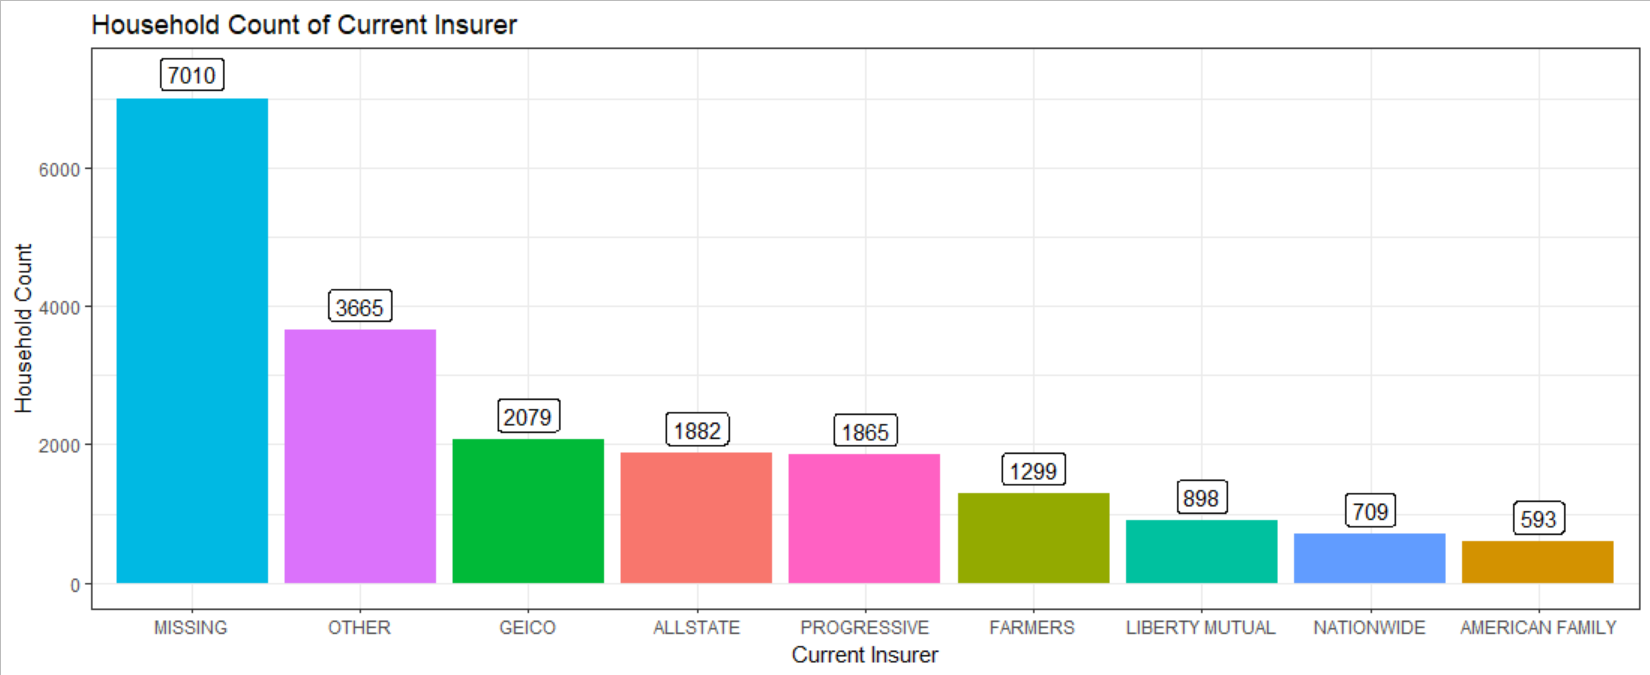 Household Count of Current Insurer
Household Count
6000
4000
2000
0
7010
3665
2079
1882
1865
1299
898
709
593
MISSING
OTHER
GEICO
ALLSTATE
PROGRESSIVE
FARMERS
LIBERTY MUTUAL
NATIONWIDE
AMERICAN FAMILY
Current Insurer